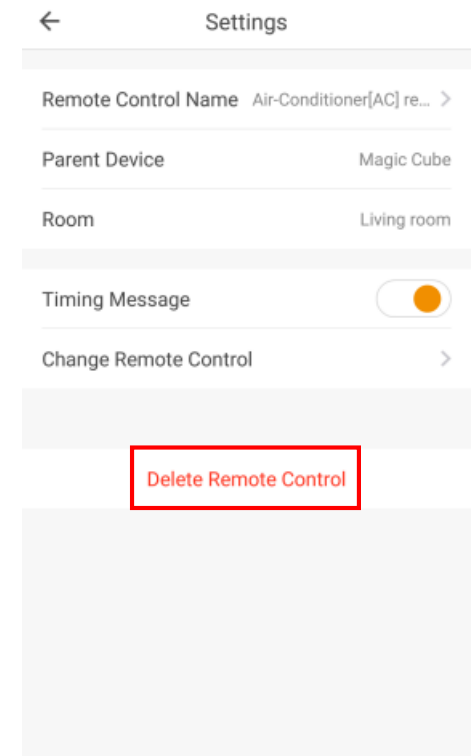 Settings
Remote Control Name Air-Conditioner[AC] re...
Parent Device Magic Cube
Room Living room
Timing Message
Change Remote Control
Delete Remote Control